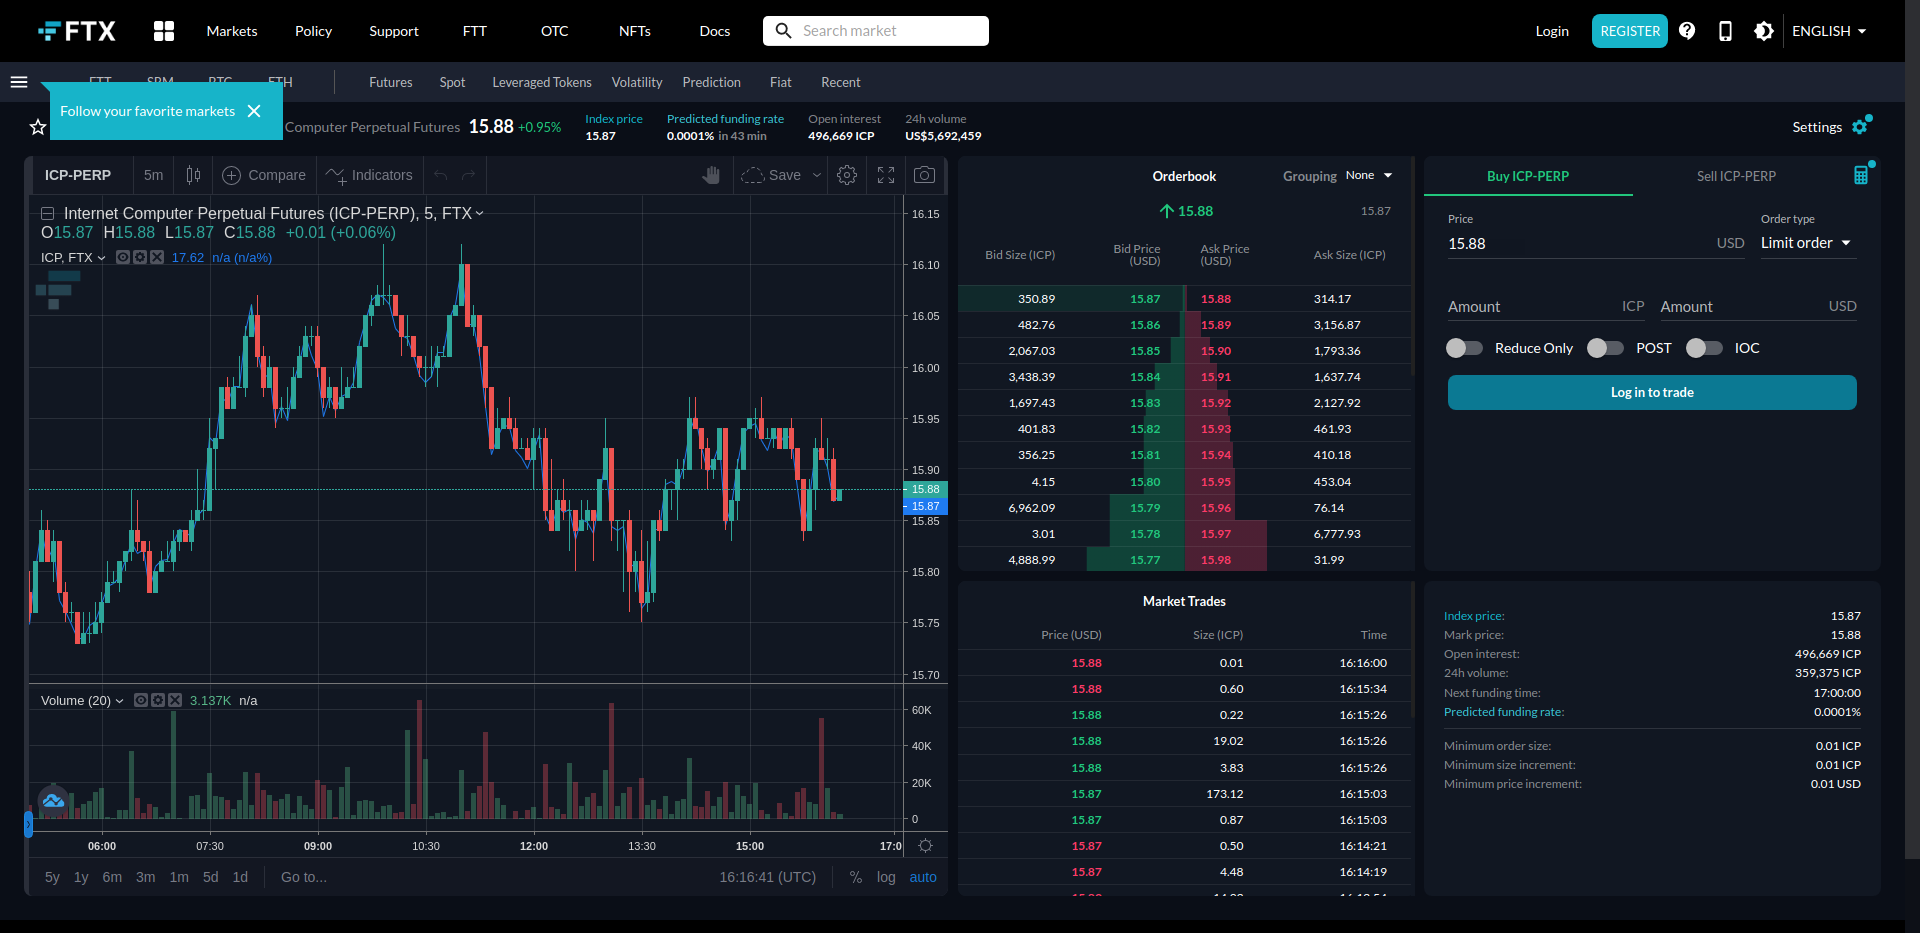 FTX
Markets
Policy
Support
FTT
OTC
NFTs
Docs
Search market
Login
REGISTER
ENGLISH
FTT
SRM
BTC
ETH
Futures
Spot
Leveraged Tokens
Volatility
Prediction
Fiat
Recent
Follow your favorite markets
Computer Perpetual Futures 15.88 +0.95%
Index price
15.87
Predicted funding rate
0.0001% in 43 min
Open interest
496,669 ICP
24h volume
US$5,692,459
Settings
ICP-PERP 5m Compare Indicators Save
Internet Computer Perpetual Futures (ICP-PERP), 5, FTX
O15.87 H15.88 L15.87 C15.88 +0.01 (+0.06%)
ICP, FTX 17.62 n/a (n/a%)
16.15
16.10
16.05
16.00
15.95
15.90
15.88
15.87
15.85
15.80
15.75
15.70
Volume (20) 3.137K n/a
60K
40K
20K
0
06:00 07:30 09:00 10:30 12:00 13:30 15:00 17:0
5y 1y 6m 3m 1m 5d 1d Go to... 16:16:41 (UTC) % log auto
Orderbook Grouping None
15.88 15.87
Bid Size (ICP) Bid Price (USD) Ask Price (USD) Ask Size (ICP)
350.89 15.87 15.88 314.17
482.76 15.86 15.89 3,156.87
2,067.03 15.85 15.90 1,793.36
3,438.39 15.84 15.91 1,637.74
1,697.43 15.83 15.92 2,127.92
401.83 15.82 15.93 461.93
356.25 15.81 15.94 410.18
4.15 15.80 15.95 453.04
6,962.09 15.79 15.96 76.14
3.01 15.78 15.97 6,777.93
4,888.99 15.77 15.98 31.99
Market Trades
Price (USD) Size (ICP) Time
15.88 0.01 16:16:00
15.88 0.60 16:15:34
15.88 0.22 16:15:26
15.88 19.02 16:15:26
15.88 3.83 16:15:26
15.87 173.12 16:15:03
15.87 0.87 16:15:03
15.87 0.50 16:14:21
15.87 4.48 16:14:19
Buy ICP-PERP Sell ICP-PERP
Price Order type
15.88 USD Limit order
Amount ICP Amount USD
Reduce Only POST IOC
Log in to trade
Index price: 15.87
Mark price: 15.88
Open interest: 496,669 ICP
24h volume: 359,375 ICP
Next funding time: 17:00:00
Predicted funding rate: 0.0001%
Minimum order size: 0.01 ICP
Minimum size increment: 0.01 ICP
Minimum price increment: 0.01 USD